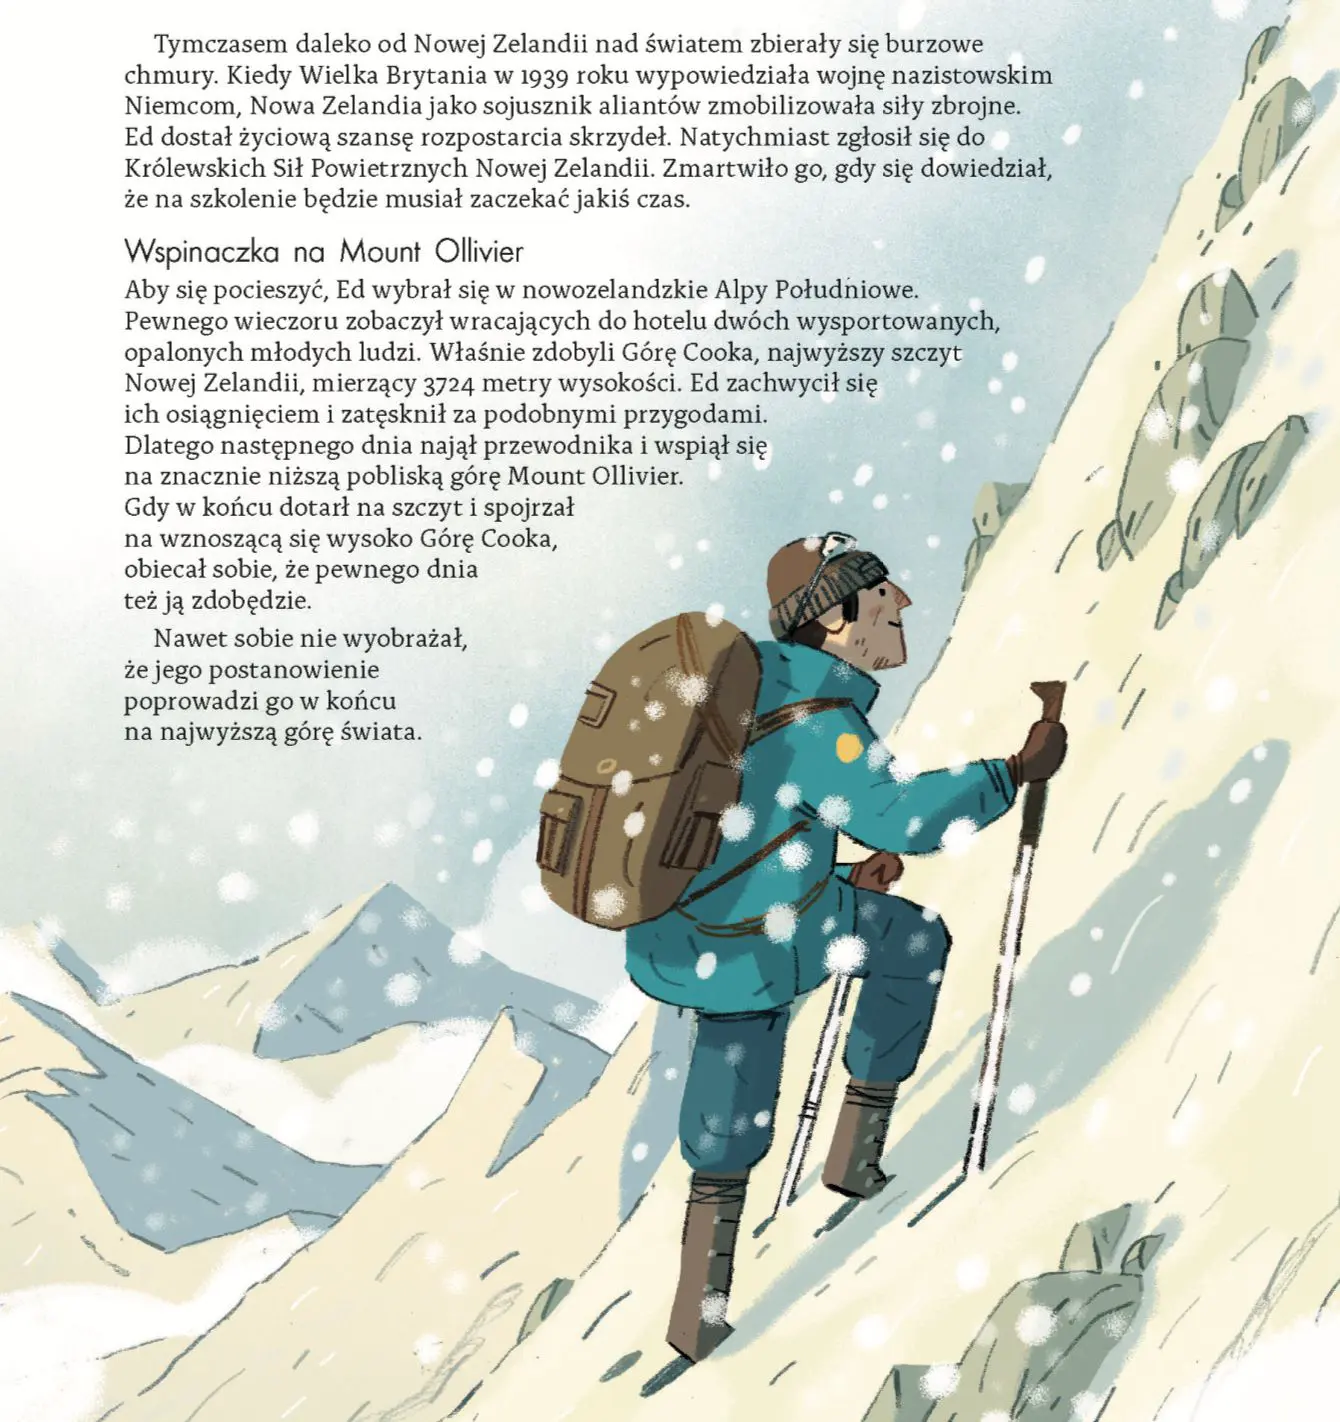 Tymczasem daleko od Nowej Zelandii nad światem zbierały się burzowe
chmury. Kiedy Wielka Brytania w 1939 roku wypowiedziała wojnę nazistowskim
Niemcom, Nowa Zelandia jako sojusznik aliantów zmobilizowała siły zbrojne.
Ed dostał życiową szansę rozpostarcia skrzydeł. Natychmiast zgłosił się do
Królewskich Sił Powietrznych Nowej Zelandii. Zmartwiło go, gdy się dowiedział,
że na szkolenie będzie musiał zaczekać jakiś czas.
Wspinaczka na Mount Ollivier
Aby się pocieszyć, Ed wybrał się w nowozelandzkie Alpy Południowe.
Pewnego wieczoru zobaczył wracających do hotelu dwóch wysportowanych,
opalonych młodych ludzi. Właśnie zdobyli Górę Cooka, najwyższy szczyt
Nowej Zelandii, mierzący 3724 metry wysokości. Ed zachwycił się
ich osiągnięciem i zatęsknił za podobnymi przygodami.
Dlatego następnego dnia najął przewodnika i wspiął się
na znacznie niższą pobliską górę Mount Ollivier.
Gdy w końcu dotarł na szczyt i spojrzał
na wznoszącą się wysoko Górę Cooka,
obiecał sobie, że pewnego dnia
też ją zdobędzie.
Nawet sobie nie wyobrażał,
że jego postanowienie
poprowadzi go w końcu
na najwyższą górę świata.